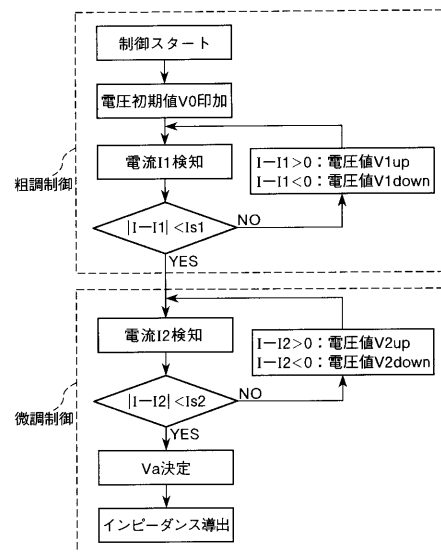 制御スタート
電圧初期値V0印加
電流I1検知
I−I1>0：電圧値V1up
I−I1<0：電圧値V1down
粗調制御
|I−I1| <Is1
NO
YES
電流I2検知
I−I2>0：電圧値V2up
I−I2<0：電圧値V2down
微調制御
|I−I2| <Is2
NO
YES
Va決定
インピーダンス導出